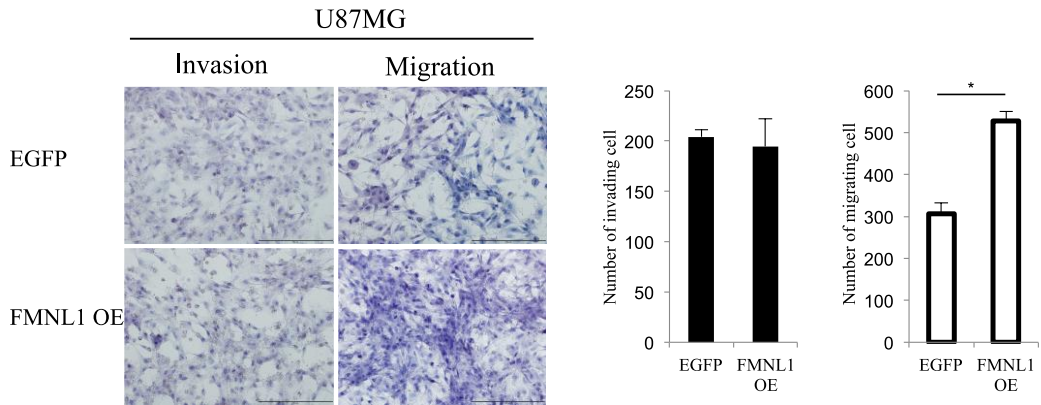 U87MG
Invasion
Migration
EGFP
FMNL1 OE
Number of invading cell
250
200
150
100
50
0
EGFP
FMNL1
OE
Number of migrating cell
600
500
400
300
200
100
0
*
EGFP
FMNL1
OE